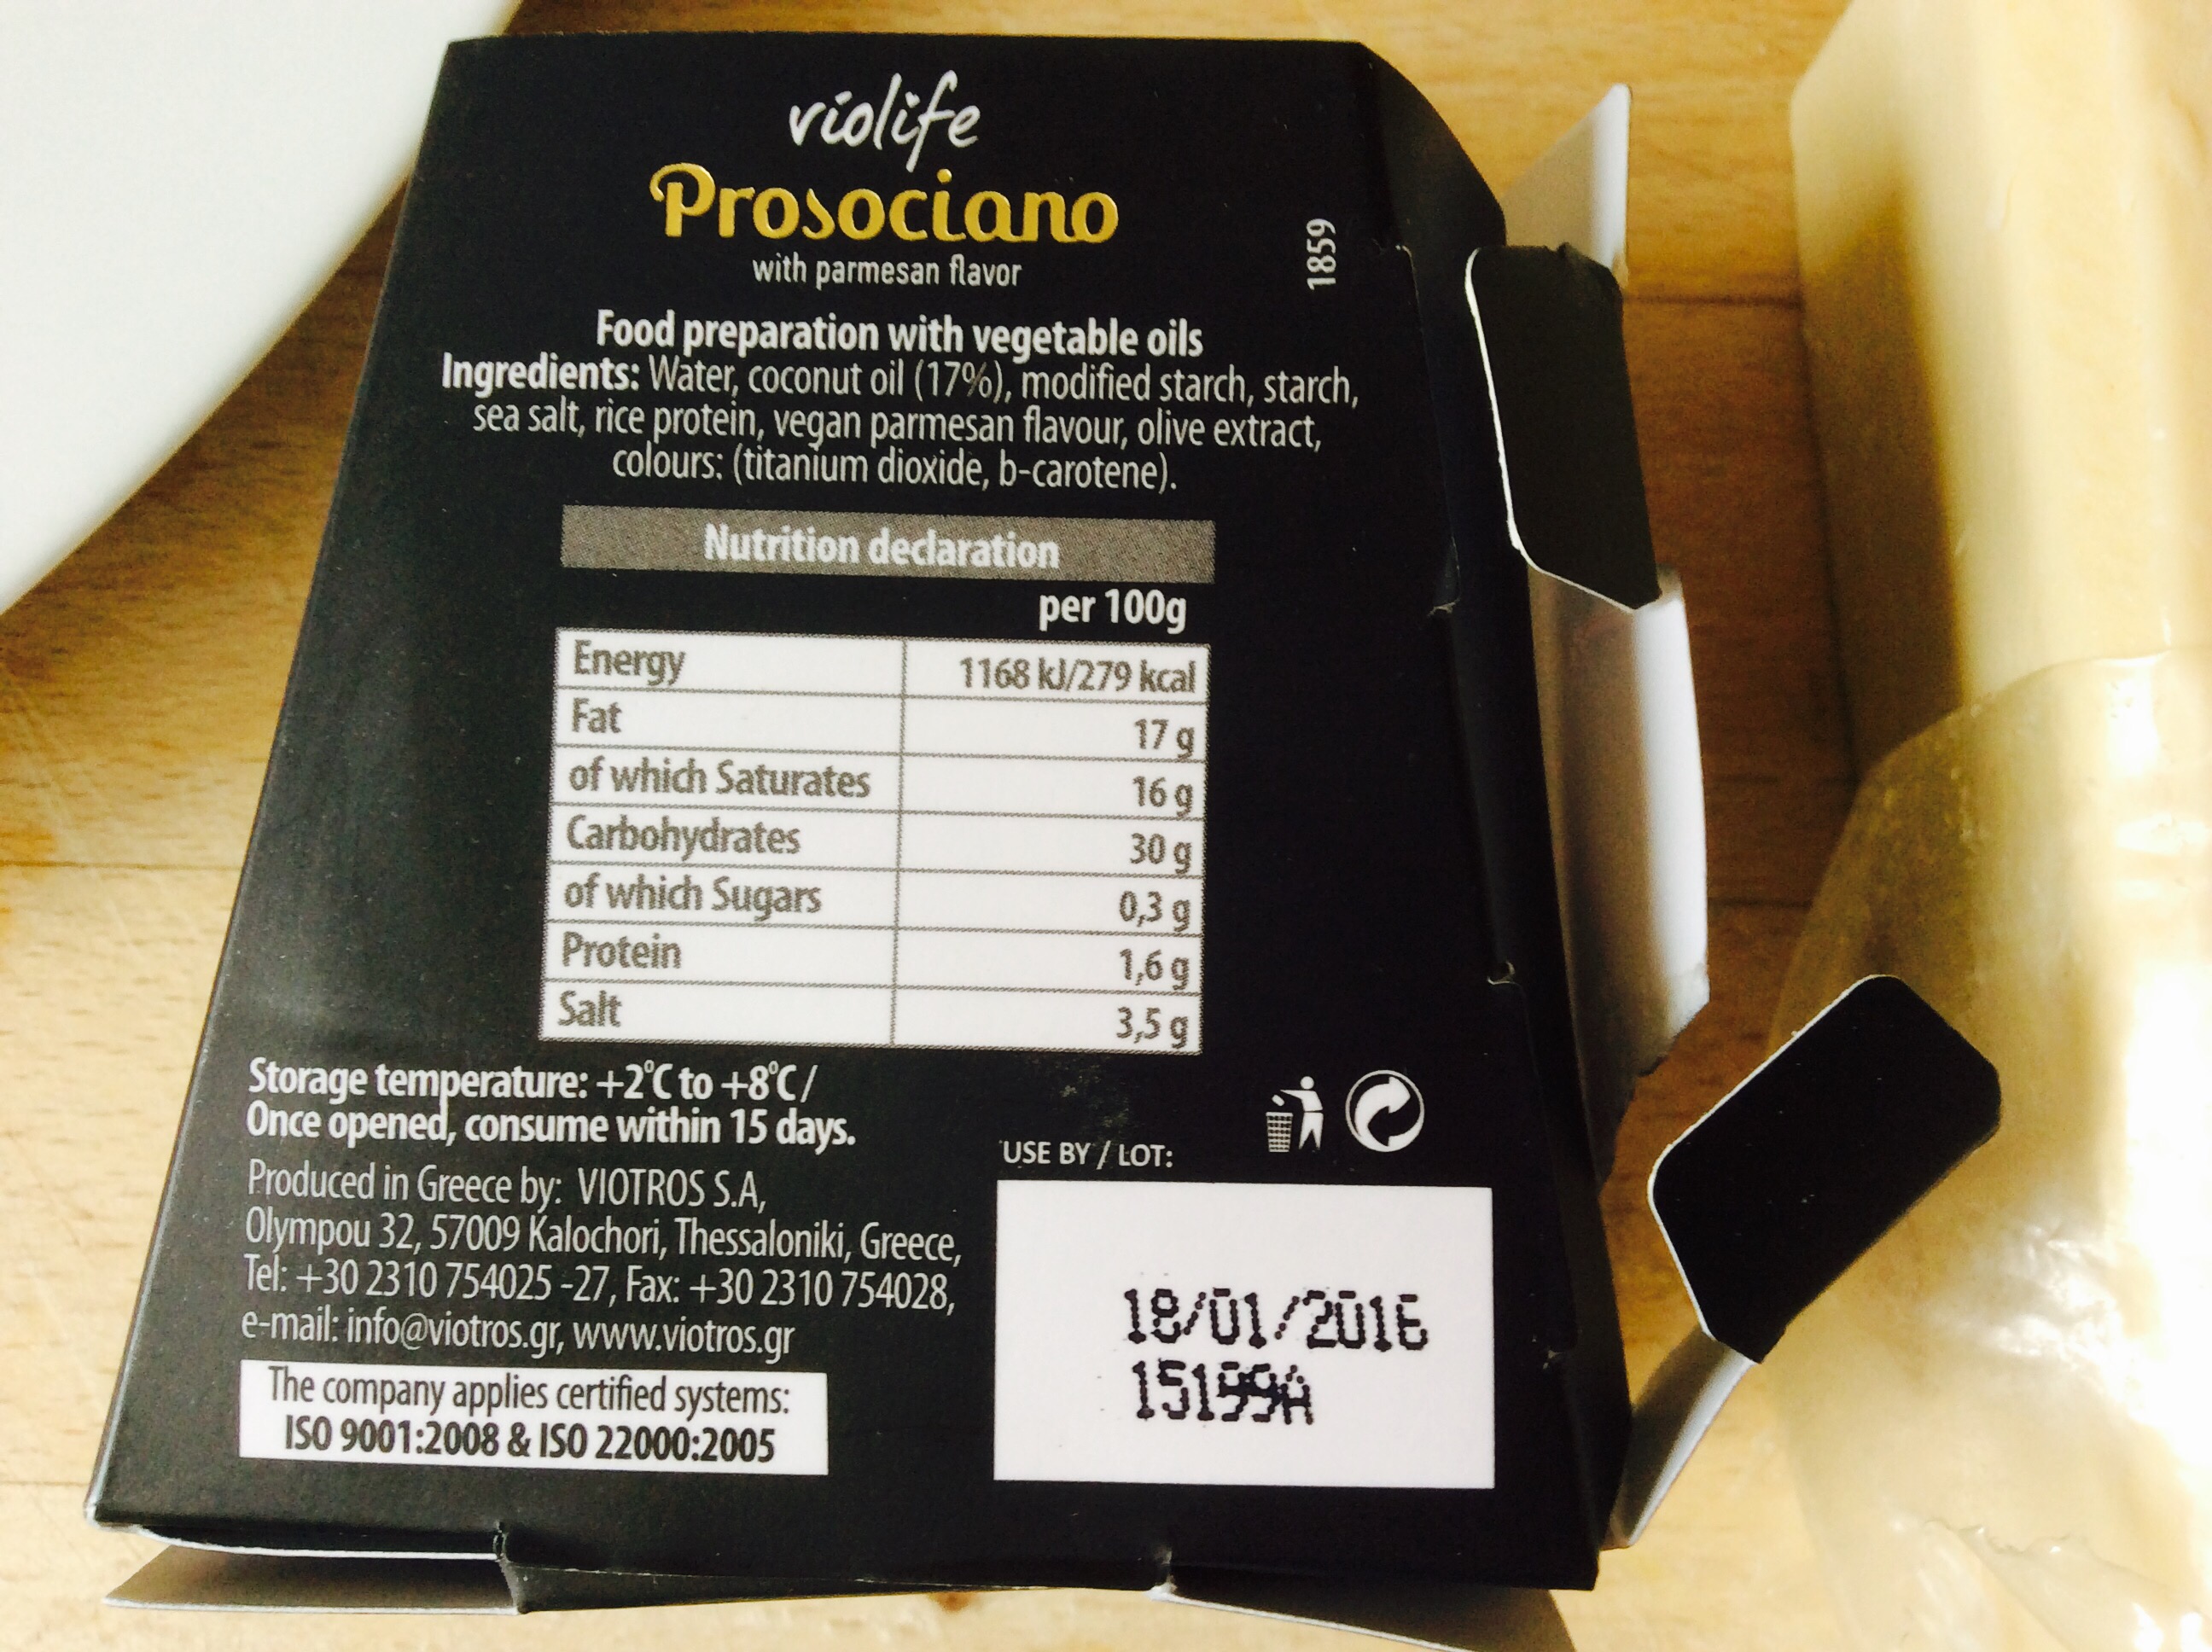 violife
Prosociano
with parmesan flavor
1859
Food preparation with vegetable oils
Ingredients: Water, coconut oil (17%), modified starch, starch,
sea salt, rice protein, vegan parmesan flavour, olive extract,
colours: (titanium dioxide, b-carotene).
Nutrition declaration
per 100g
Energy 1168 kJ/279 kcal
Fat 17 g
of which Saturates 16 g
Carbohydrates 30 g
of which Sugars 0,3 g
Protein 1,6 g
Salt 3,5 g
Storage temperature: +2°C to +8°C/
Once opened, consume within 15 days.
Produced in Greece by: VIOTROS S.A,
Olympou 32, 57009 Kalochori, Thessaloniki, Greece,
Tel: +30 2310 754025 -27, Fax: +30 2310 754028,
e-mail: info@viotros.gr, www.viotros.gr
The company applies certified systems:
ISO 9001:2008 & ISO 22000:2005
USE BY / LOT:
18/01/2016
15199A